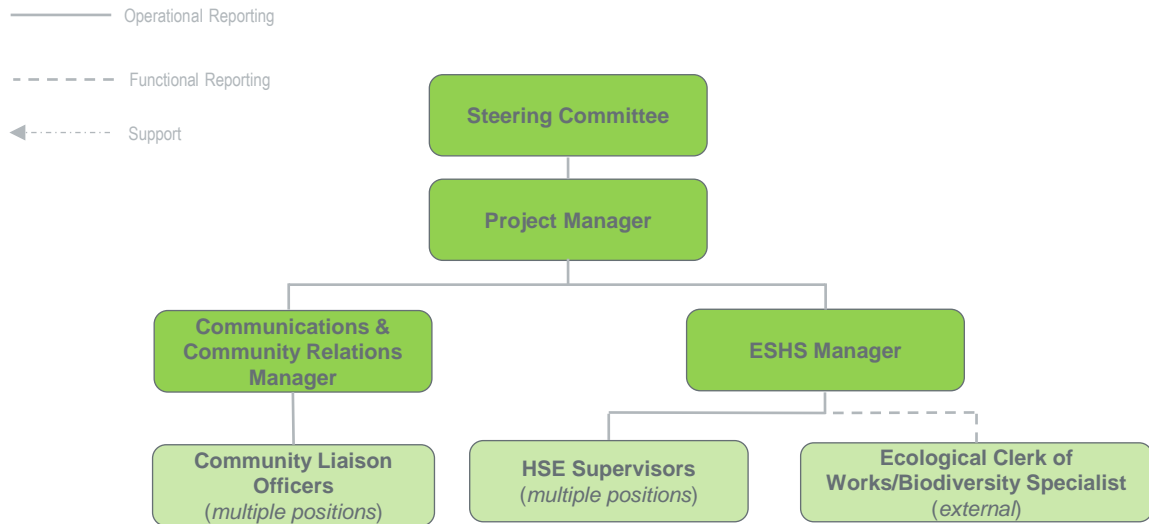 Operational Reporting
Functional Reporting
Support
Steering Committee
Project Manager
Communications &
Community Relations
Manager
ESHS Manager
Community Liaison
Officers
(multiple positions)
HSE Supervisors
(multiple positions)
Ecological Clerk of
Works/Biodiversity Specialist
(external)